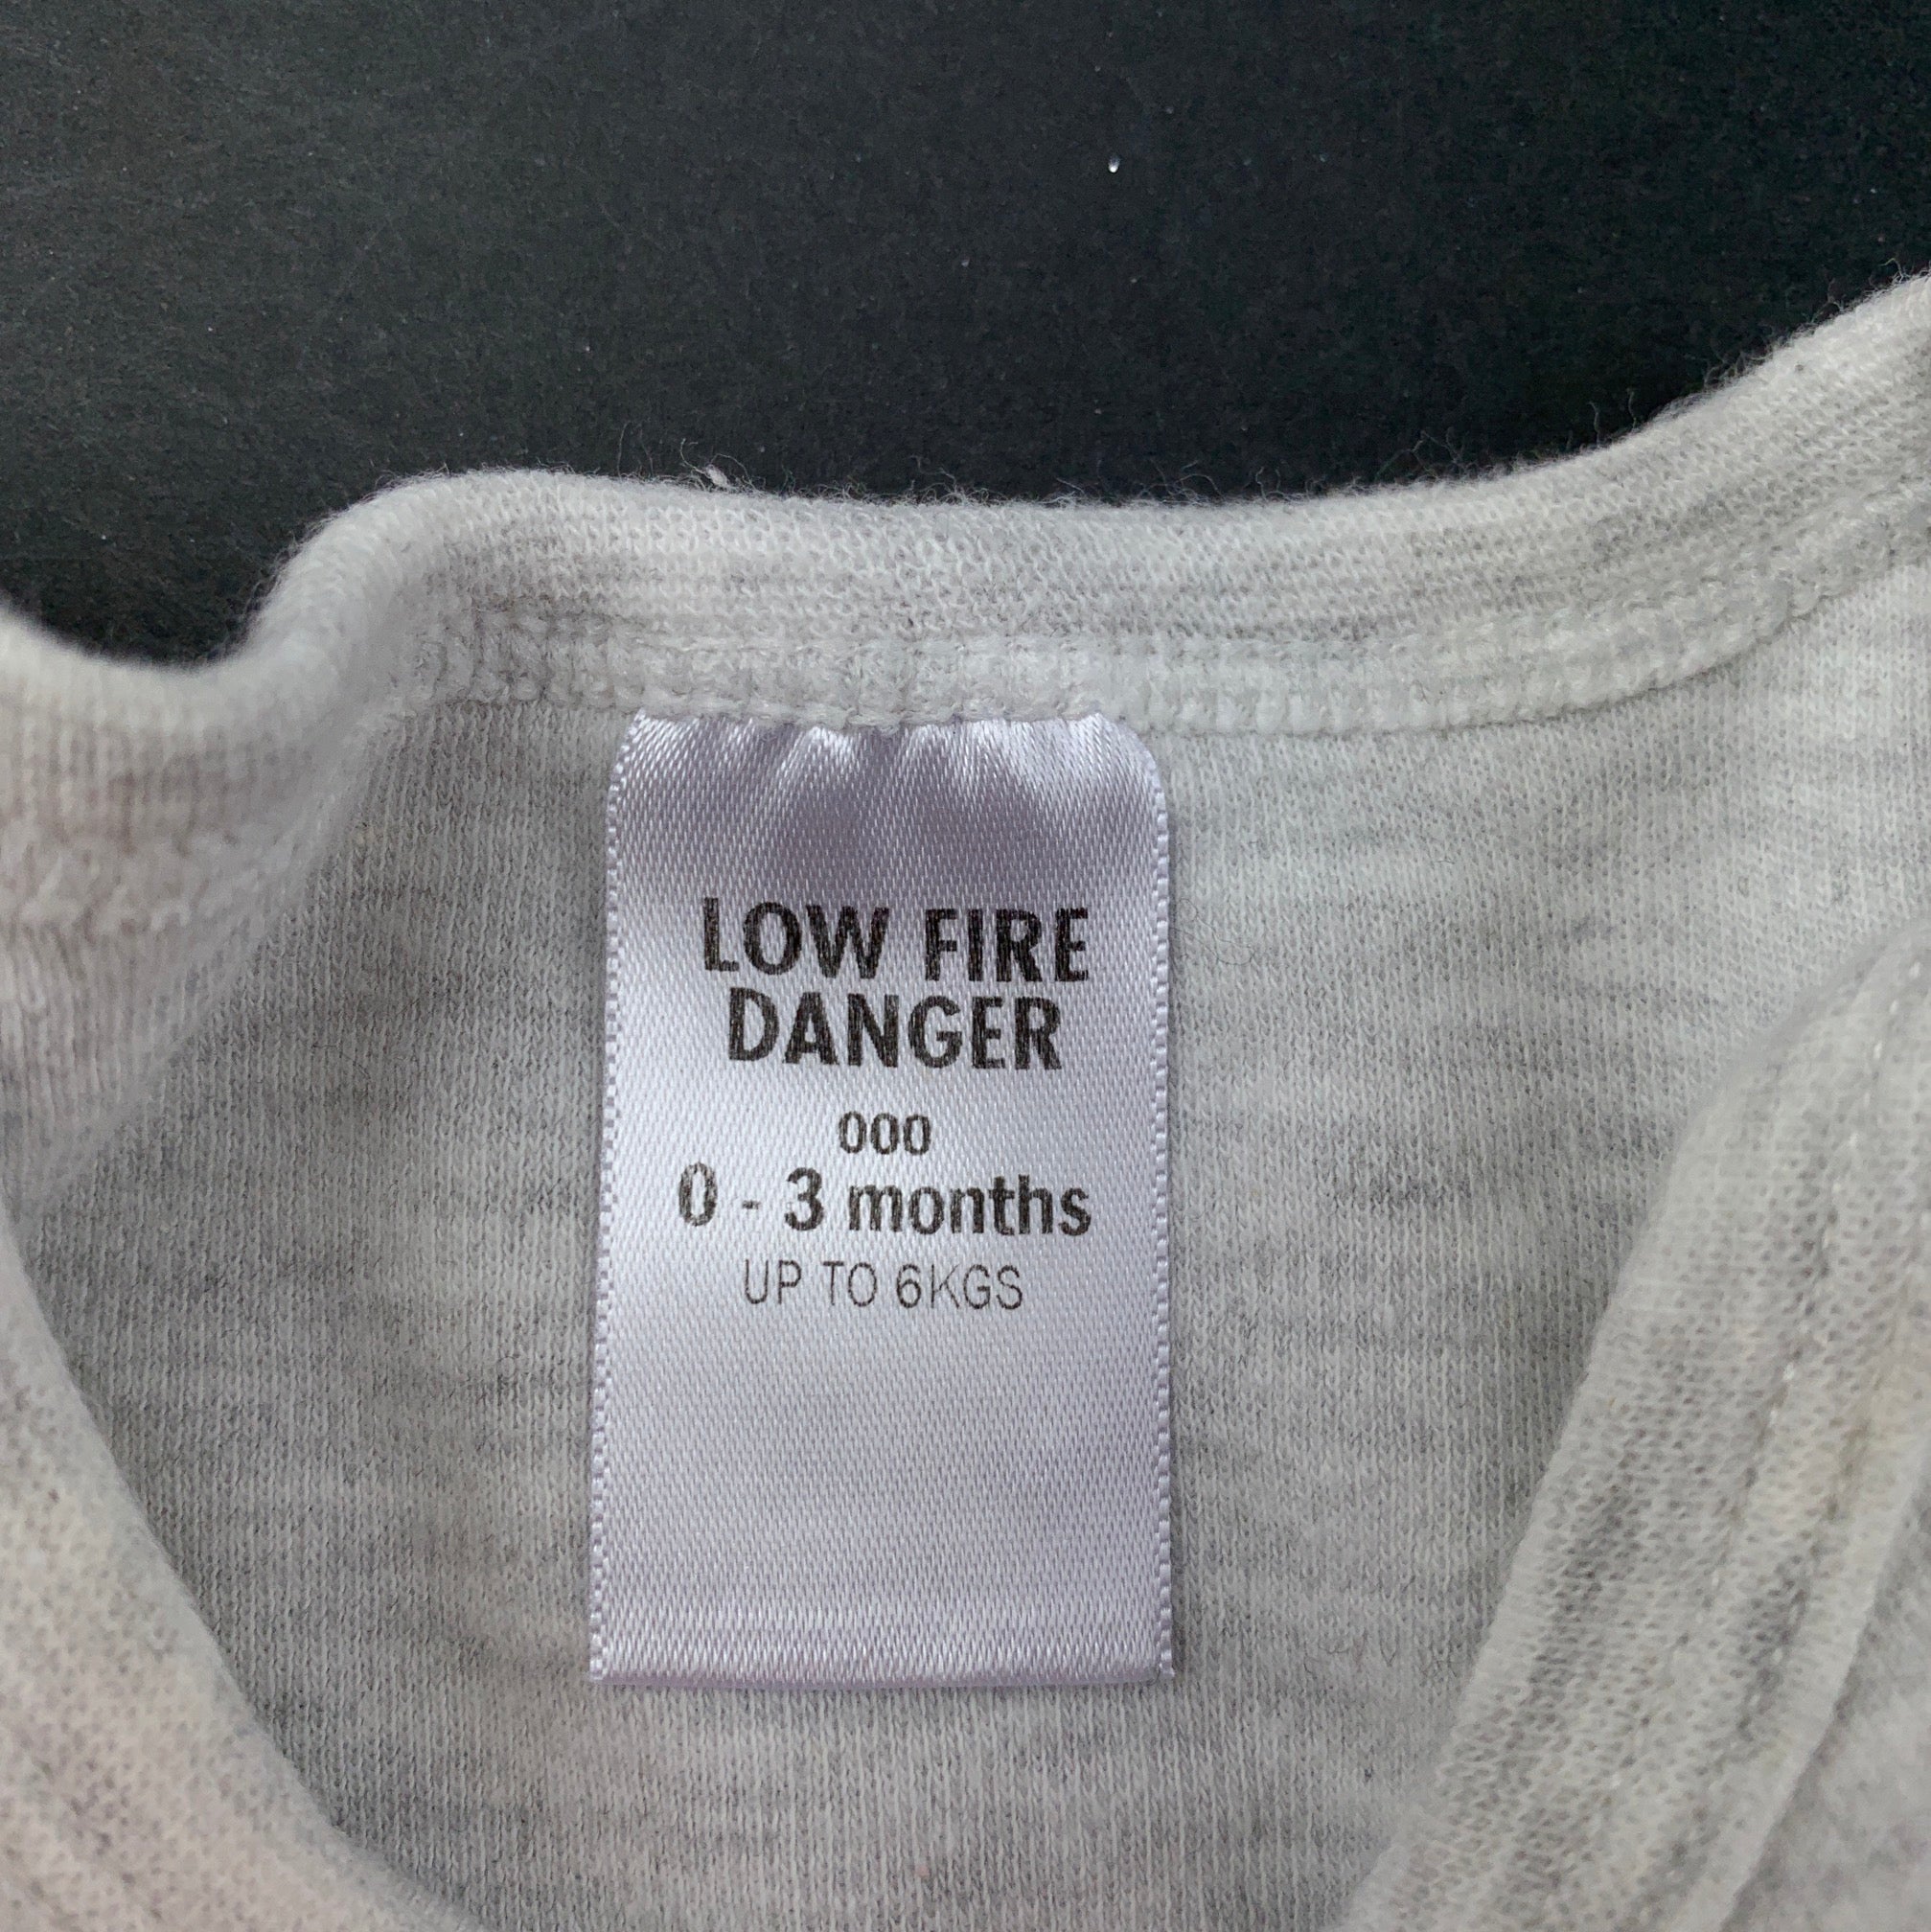 LOW FIRE
DANGER
000
0 - 3 months
UP TO 6KGS